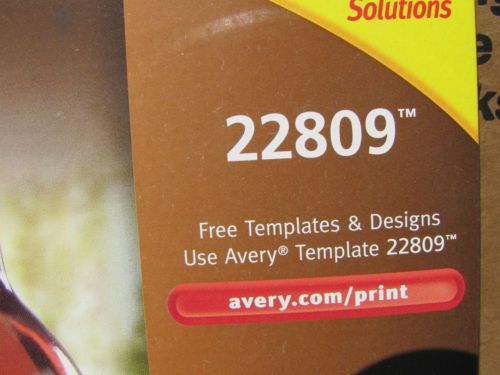 Solutions
22809™
Free Templates & Designs
Use Avery® Template 22809™
avery.com/print